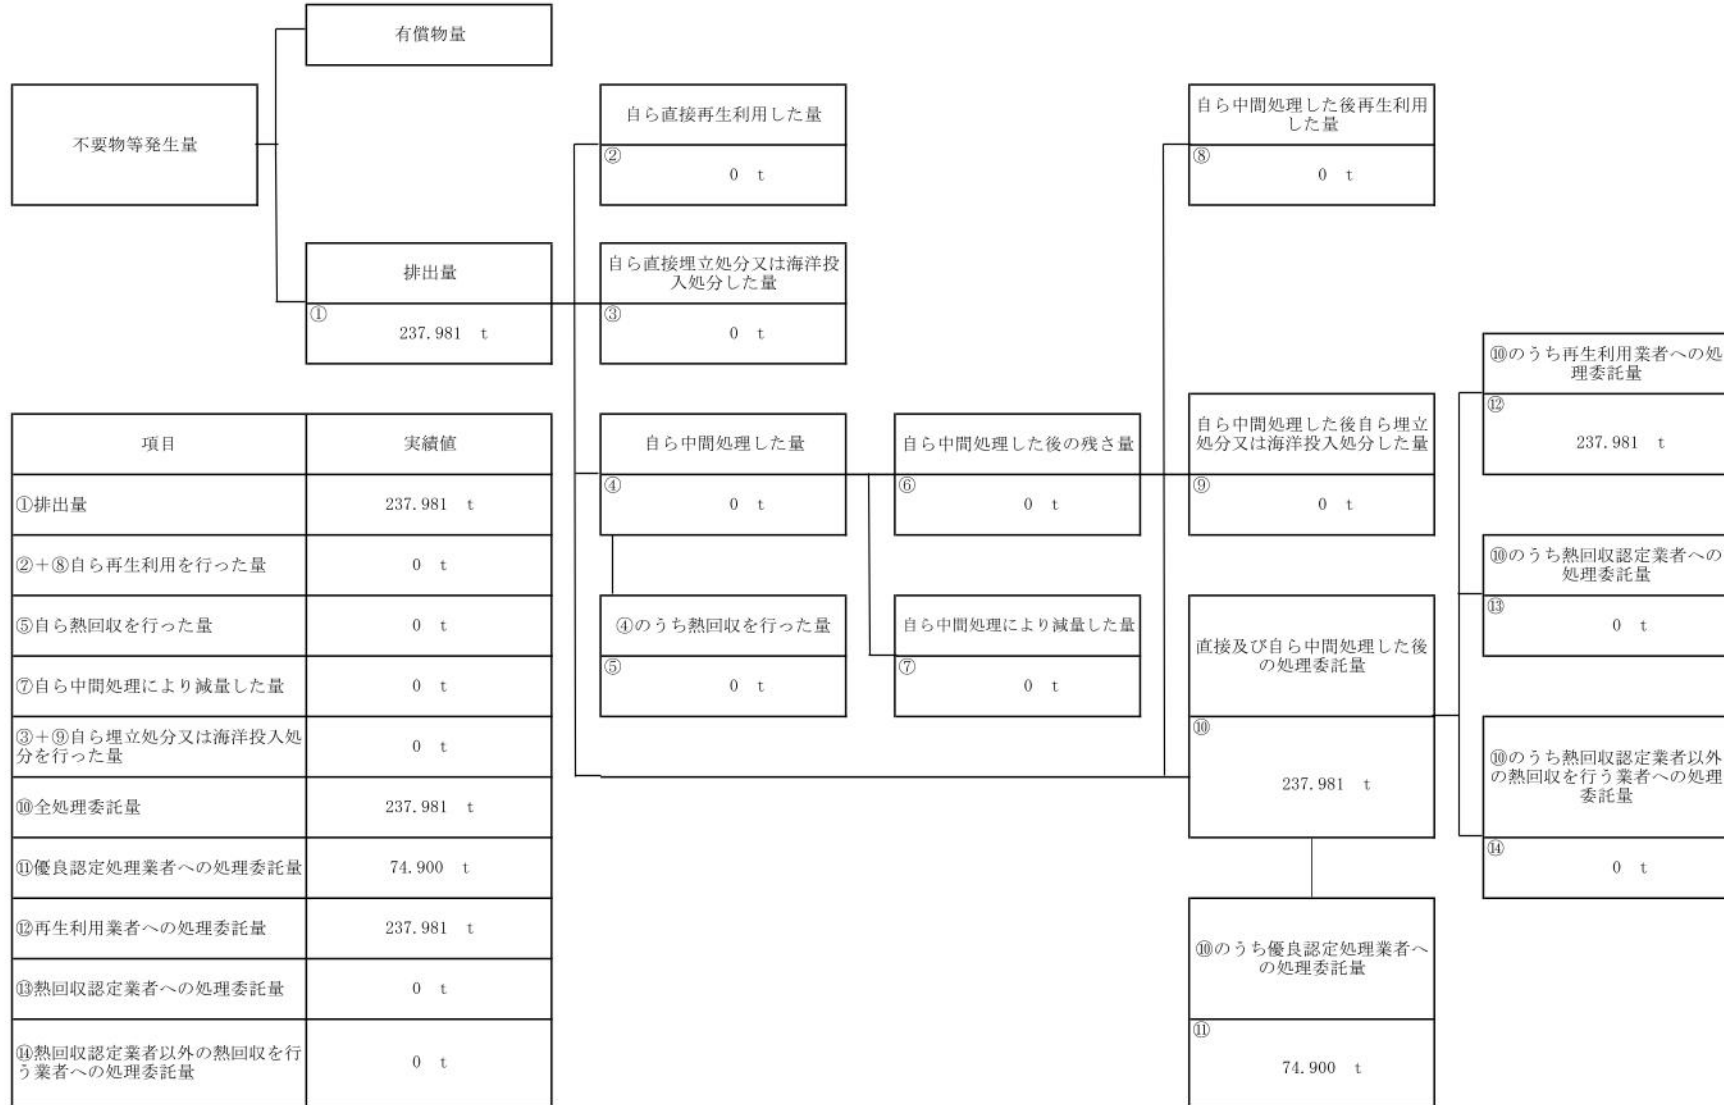 有償物量
不要物等発生量
自ら直接再生利用した量
②
0 t
自ら中間処理した後再生利用
した量
⑧
0 t
排出量
①
237.981 t
自ら直接埋立処分又は海洋投
入処分した量
③
0 t
項目
実績値
①排出量
237.981 t
②+⑧自ら再生利用を行った量
0 t
⑤自ら熱回収を行った量
0 t
⑦自ら中間処理により減量した量
0 t
③+⑨自ら埋立処分又は海洋投入処
分を行った量
0 t
⑩全処理委託量
237.981 t
⑪優良認定処理業者への処理委託量
74.900 t
⑫再生利用業者への処理委託量
237.981 t
⑬熱回収認定業者への処理委託量
0 t
⑭熱回収認定業者以外の熱回収を行
う業者への処理委託量
0 t
自ら中間処理した量
④
0 t
④のうち熱回収を行った量
⑤
0 t
自ら中間処理した後の残さ量
⑥
0 t
自ら中間処理により減量した量
⑦
0 t
自ら中間処理した後自ら埋立
処分又は海洋投入処分した量
⑨
0 t
直接及び自ら中間処理した後
の処理委託量
⑩
237.981 t
⑩のうち優良認定処理業者へ
の処理委託量
⑪
74.900 t
⑩のうち再生利用業者への処
理委託量
⑫
237.981 t
⑩のうち熱回収認定業者への
処理委託量
⑬
0 t
⑩のうち熱回収認定業者以外
の熱回収を行う業者への処理
委託量
⑭
0 t